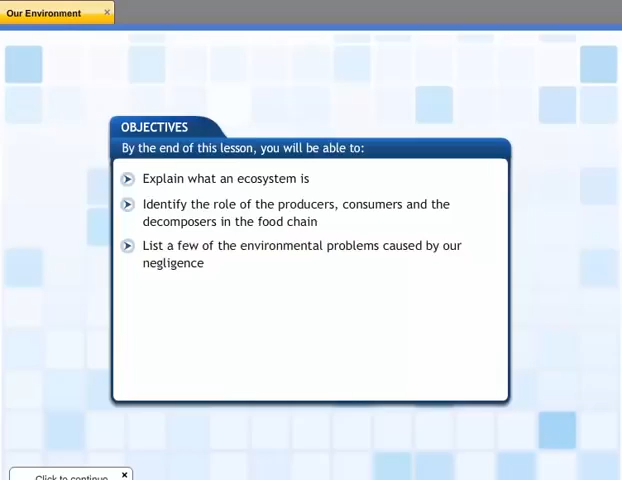 Our Environment
OBJECTIVES
By the end of this lesson, you will be able to:
Explain what an ecosystem is
Identify the role of the producers, consumers and the
decomposers in the food chain
List a few of the environmental problems caused by our
negligence
Click to continue